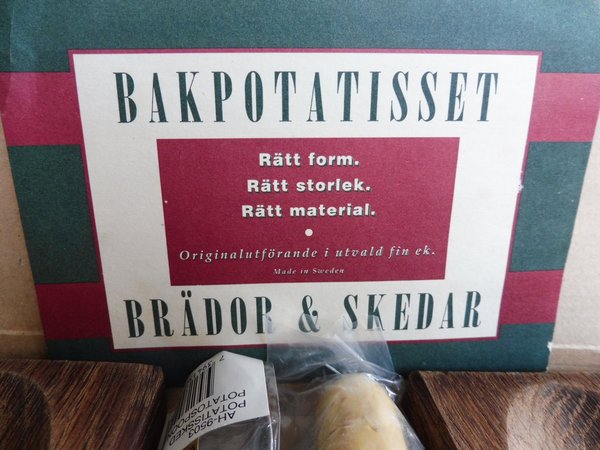 BAKPOTATISSET
Rätt form.
Rätt storlek.
Rätt material.
Originalutförande i utvald fin ek.
Made in Sweden
BRÄDOR & SKEDAR
AH-9503
POTATISSKED